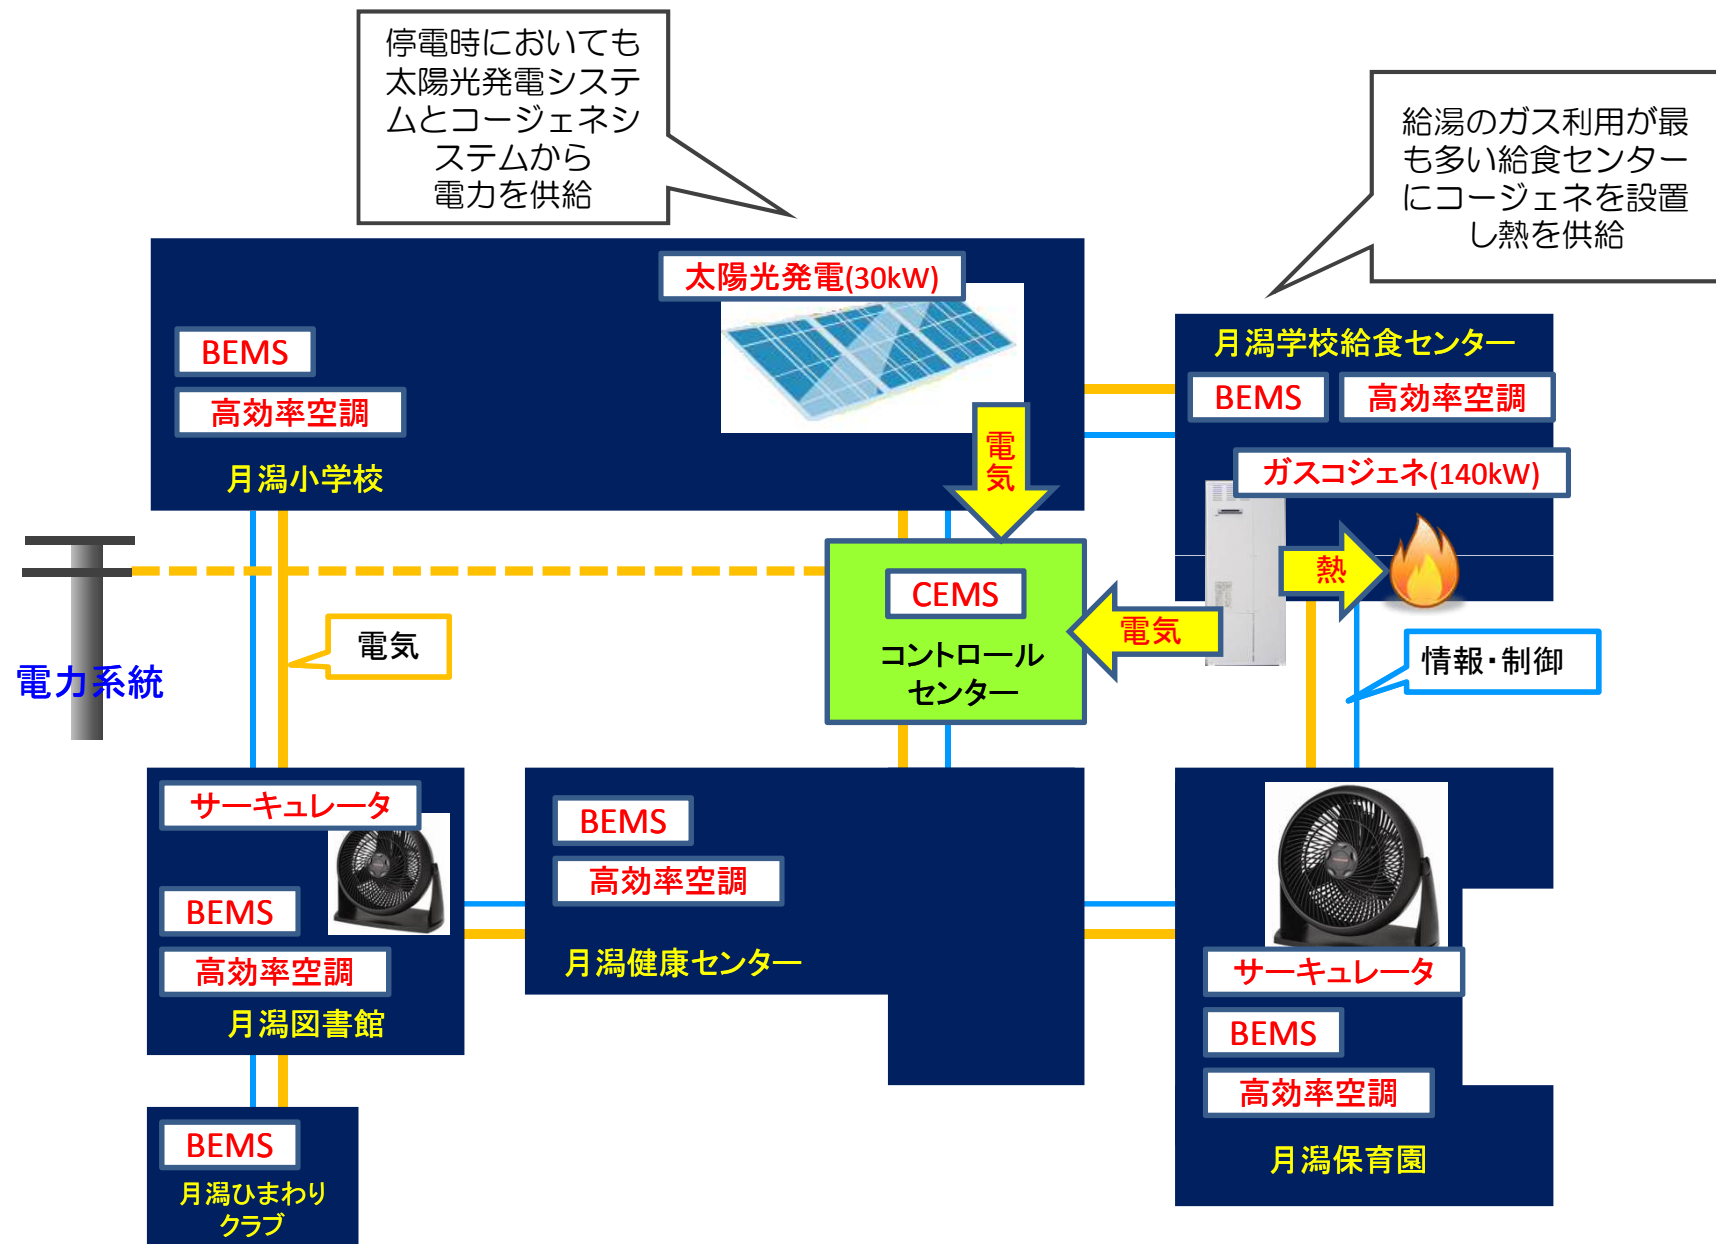 停電時においても
太陽光発電システ
ムとコージェネシ
ステムから
電力を供給
給湯のガス利用が最
も多い給食センター
にコージェネを設置
し熱を供給
太陽光発電(30kW)
BEMS
高効率空調
月潟小学校
電気
月潟学校給食センター
BEMS
高効率空調
ガスコジェネ(140kW)
熱
電気
CEMS
コントロール
センター
電力系統
電気
情報・制御
サーキュレータ
BEMS
高効率空調
月潟図書館
BEMS
高効率空調
月潟健康センター
サーキュレータ
BEMS
高効率空調
月潟保育園
BEMS
月潟ひまわり
クラブ